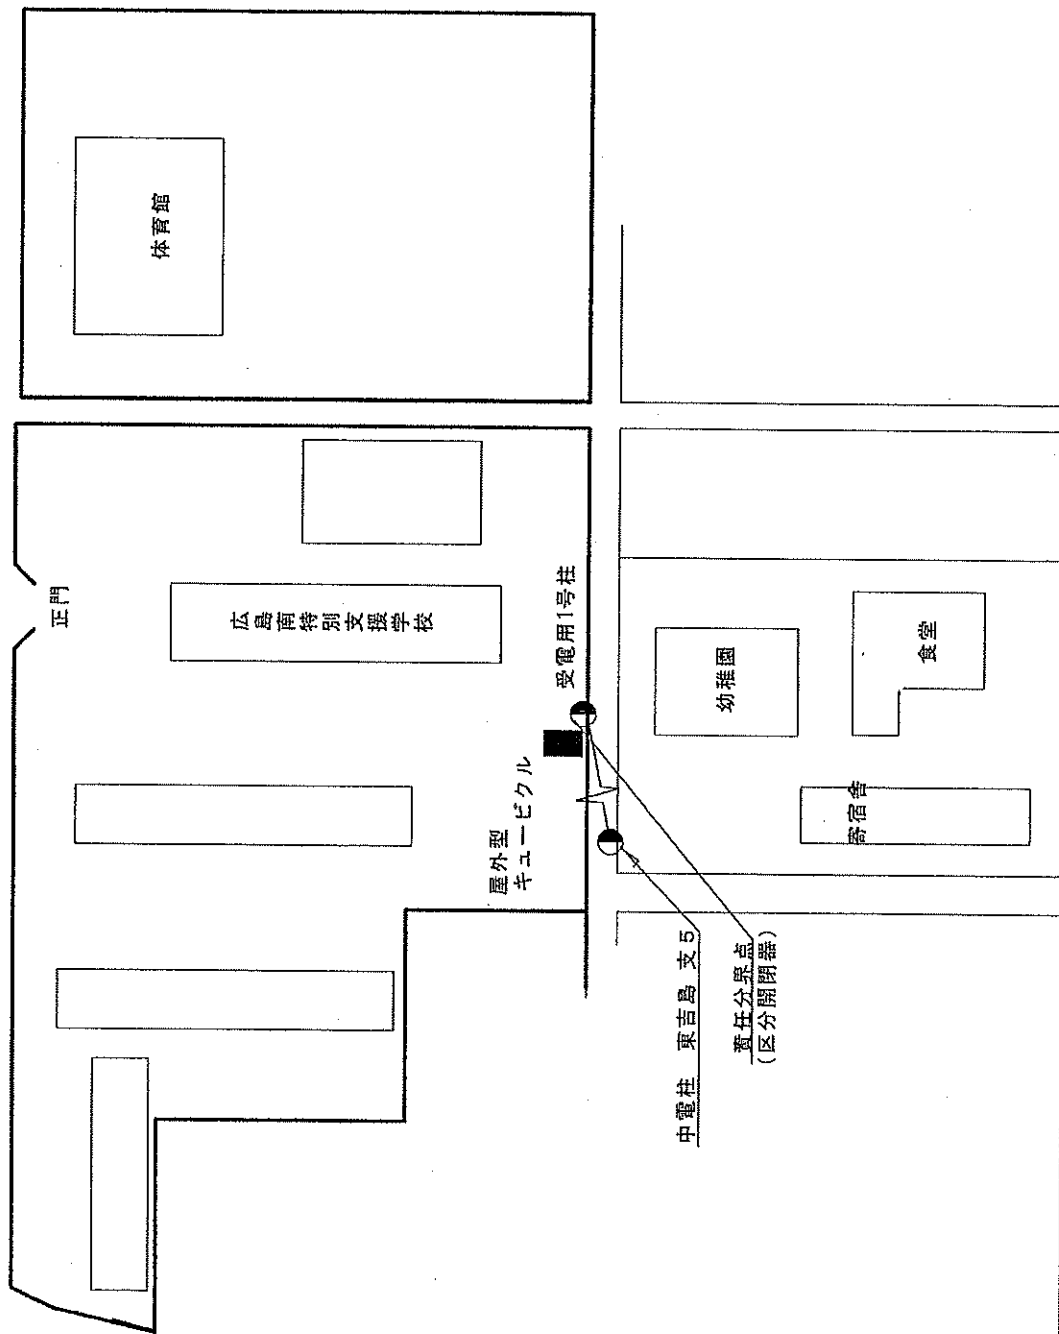 体育館
正門
広島南特別支援学校
受電用1号柱
屋外型
キュービクル
幼稚園
食堂
寄宿舎
中電柱 東吉島 支5
責任分界点
(区分開閉器)